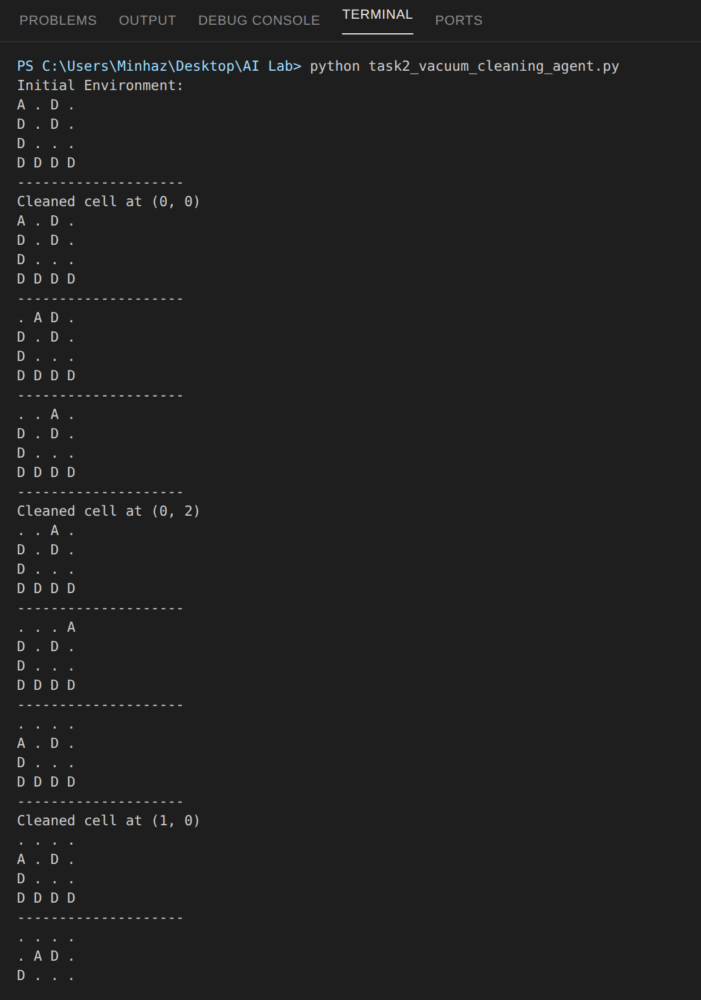 PROBLEMS OUTPUT DEBUG CONSOLE TERMINAL PORTS
PS C:\Users\Minhaz\Desktop\AI Lab> python task2_vacuum_cleaning_agent.py
Initial Environment:
A . D .
D . D .
D . . .
D D D D
--------------------
Cleaned cell at (0, 0)
A . D .
D . D .
D . . .
D D D D
--------------------
. A D .
D . D .
D . . .
D D D D
--------------------
. . A .
D . D .
D . . .
D D D D
--------------------
Cleaned cell at (0, 2)
. . A .
D . D .
D . . .
D D D D
--------------------
. . . A
D . D .
D . . .
D D D D
--------------------
. . . .
A . D .
D . . .
D D D D
--------------------
Cleaned cell at (1, 0)
. . . .
A . D .
D . . .
D D D D
--------------------
. . . .
. A D .
D . . .